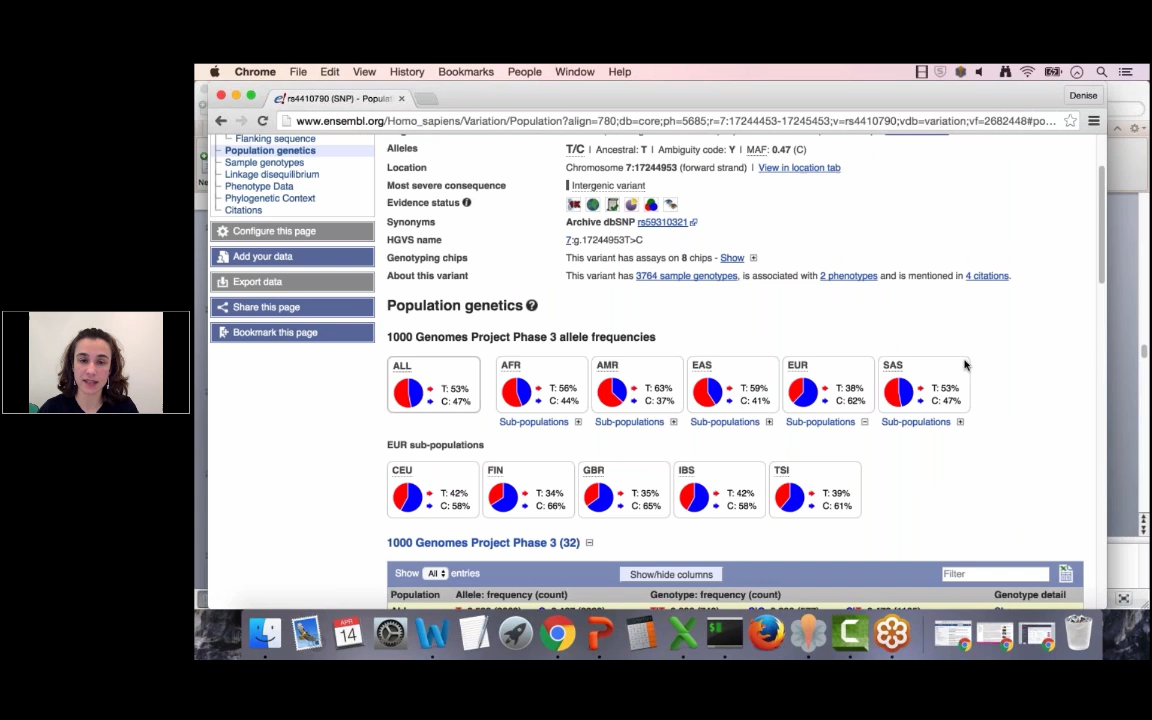 Chrome File Edit View History Bookmarks People Window Help
rs4410790 (SNP) - Populat
Denise
www.ensembl.org/Homo_sapiens/Variation/Population?align=780;db=core;ph=5685;r=7:17244453-17245453;v=rs4410790;vdb=variation;vf=2682448#po...
Flanking sequence
Population genetics
Sample genotypes
Linkage disequilibrium
Phenotype Data
Phylogenetic Context
Citations
Configure this page
Add your data
Export data
Share this page
Bookmark this page
Alleles T/C | Ancestral: T | Ambiguity code: Y | MAF: 0.47 (C)
Location Chromosome 7:17244953 (forward strand) | View in location tab
Most severe consequence Intergenic variant
Evidence status
Synonyms Archive dbSNP rs59310321
HGVS name 7:g.17244953T>C
Genotyping chips This variant has assays on 8 chips - Show
About this variant This variant has 3764 sample genotypes, is associated with 2 phenotypes and is mentioned in 4 citations.
Population genetics
1000 Genomes Project Phase 3 allele frequencies
ALL AFR AMR EAS EUR SAS
T: 53% T: 56% T: 63% T: 59% T: 38% T: 53%
C: 47% C: 44% C: 37% C: 41% C: 62% C: 47%
Sub-populations Sub-populations Sub-populations Sub-populations Sub-populations
EUR sub-populations
CEU FIN GBR IBS TSI
T: 42% T: 34% T: 35% T: 42% T: 39%
C: 58% C: 66% C: 65% C: 58% C: 61%
1000 Genomes Project Phase 3 (32)
Show All entries Show/hide columns Filter
Population Allele: frequency (count) Genotype: frequency (count) Genotype detail
APR
14